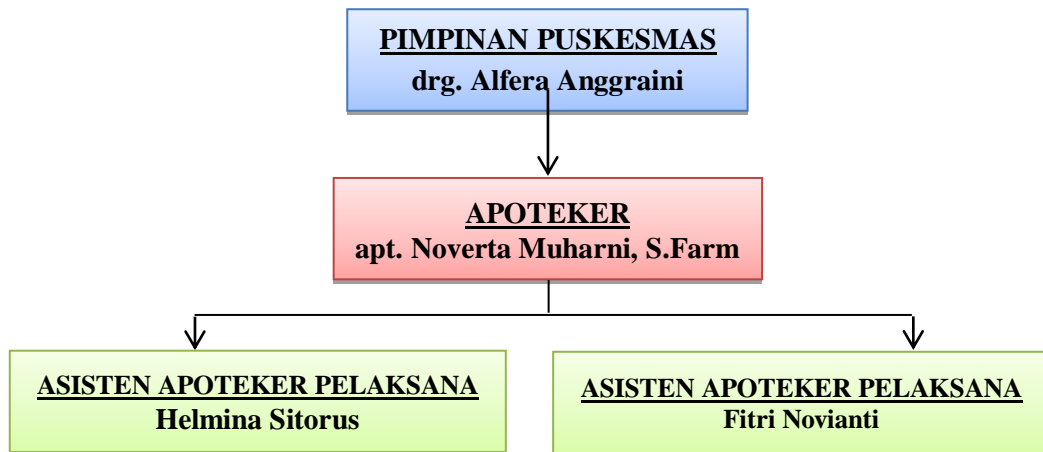 PIMPINAN PUSKESMAS
drg. Alfera Anggraini
APOTEKER
apt. Noverta Muharni, S.Farm
ASISTEN APOTEKER PELAKSANA
Helmina Sitorus
ASISTEN APOTEKER PELAKSANA
Fitri Novianti